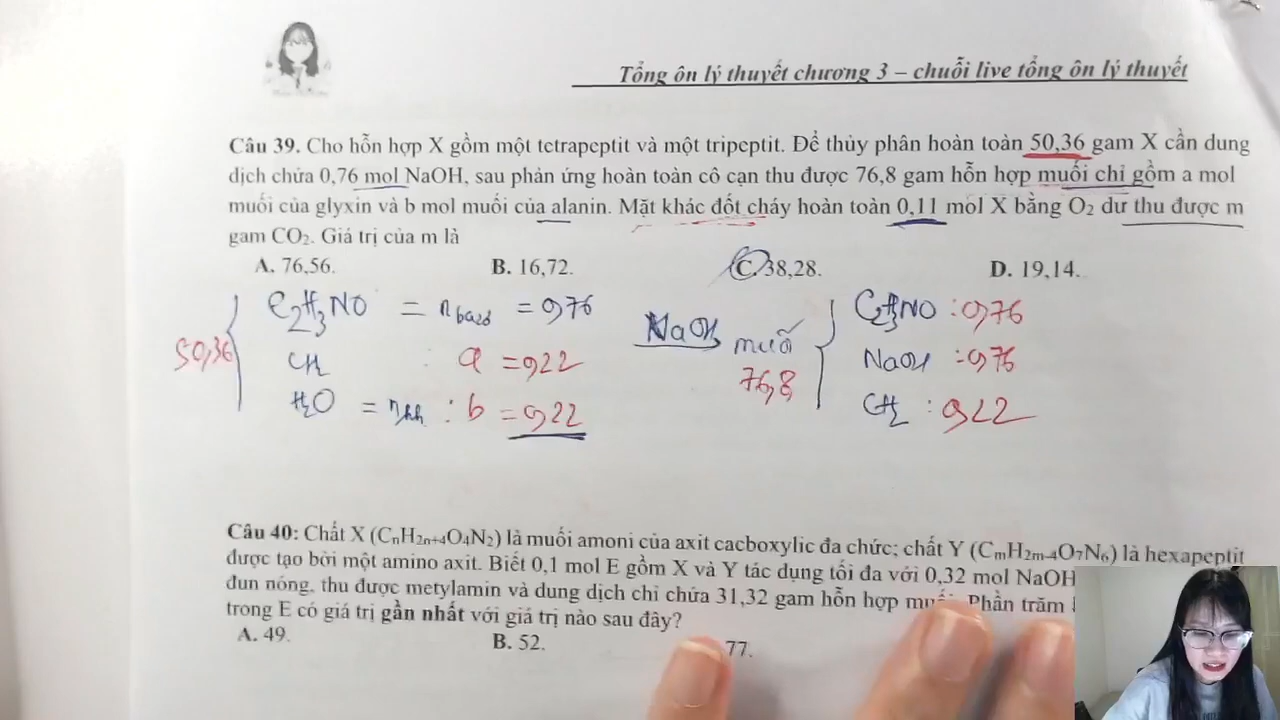 Tổng ôn lý thuyết chương 3 – chuỗi live tổng ôn lý thuyết
Câu 39. Cho hỗn hợp X gồm một tetrapeptit và một tripeptit. Để thủy phân hoàn toàn 50,36 gam X cần dung
dịch chứa 0,76 mol NaOH, sau phản ứng hoàn toàn cô cạn thu được 76,8 gam hỗn hợp muối chỉ gồm a mol
muối của glyxin và b mol muối của alanin. Mặt khác đốt cháy hoàn toàn 0,11 mol X bằng O₂ dư thu được m
gam CO₂. Giá trị của m là
A. 76,56. B. 16,72. C. 38,28. D. 19,14.
C₂H₃NO = n bazơ = 0,76 NaOH C₂H₃NO : 0,76
50,36 CH₂ : a = 0,22 muối NaOH : 0,76
H₂O = nhh : b = 0,22 76,8 CH₂ : 0,22
Câu 40: Chất X (CₙH₂ₙ₊₄O₄N₂) là muối amoni của axit cacboxylic đa chức; chất Y (CₘH₂ₘ₋₄O₇N₆) là hexapeptit
được tạo bởi một amino axit. Biết 0,1 mol E gồm X và Y tác dụng tối đa với 0,32 mol NaOH
đun nóng, thu được metylamin và dung dịch chỉ chứa 31,32 gam hỗn hợp muối. Phần trăm
trong E có giá trị gần nhất với giá trị nào sau đây?
A. 49. B. 52. 77.